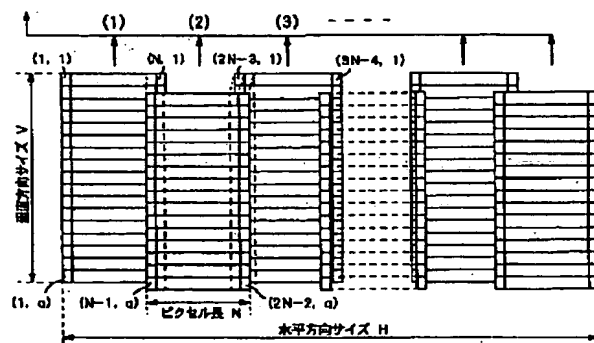 (1) (2) (3)
(1, 1) (N, 1) (2N-3, 1) (3N-4, 1)
垂直方向サイズ V
(1, a) (N-1, a) ピクセル長 N (2N-2, a)
水平方向サイズ H